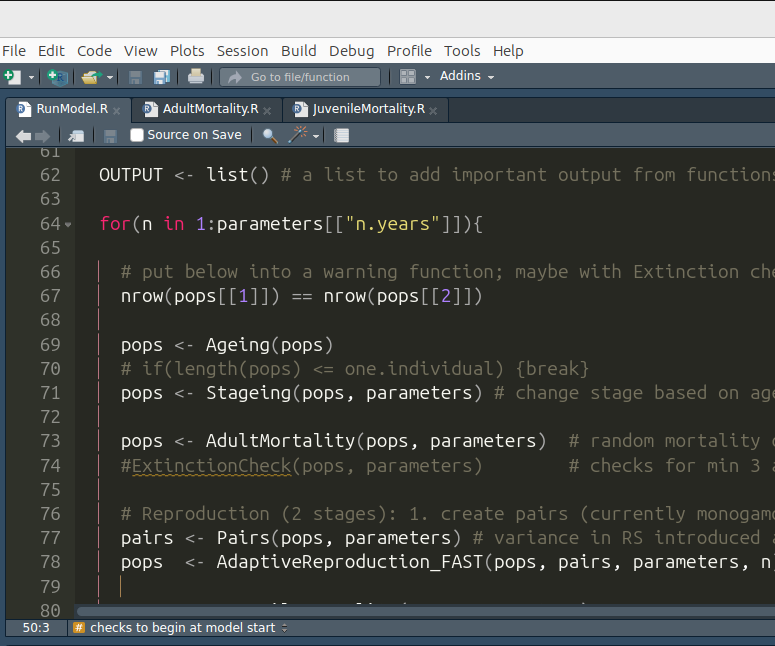 File Edit Code View Plots Session Build Debug Profile Tools Help
Go to file/function Addins
RunModel.R × AdultMortality.R × JuvenileMortality.R ×
Source on Save
61
62 OUTPUT <- list() # a list to add important output from functions
63
64 for(n in 1:parameters[["n.years"]]){
65
66 # put below into a warning function; maybe with Extinction che
67 nrow(pops[[1]]) == nrow(pops[[2]])
68
69 pops <- Ageing(pops)
70 # if(length(pops) <= one.individual) {break}
71 pops <- Stageing(pops, parameters) # change stage based on age
72
73 pops <- AdultMortality(pops, parameters) # random mortality
74 #ExtinctionCheck(pops, parameters) # checks for min 3
75
76 # Reproduction (2 stages): 1. create pairs (currently monogamo
77 pairs <- Pairs(pops, parameters) # variance in RS introduced
78 pops <- AdaptiveReproduction_FAST(pops, pairs, parameters, n
79
80
50:3 # checks to begin at model start